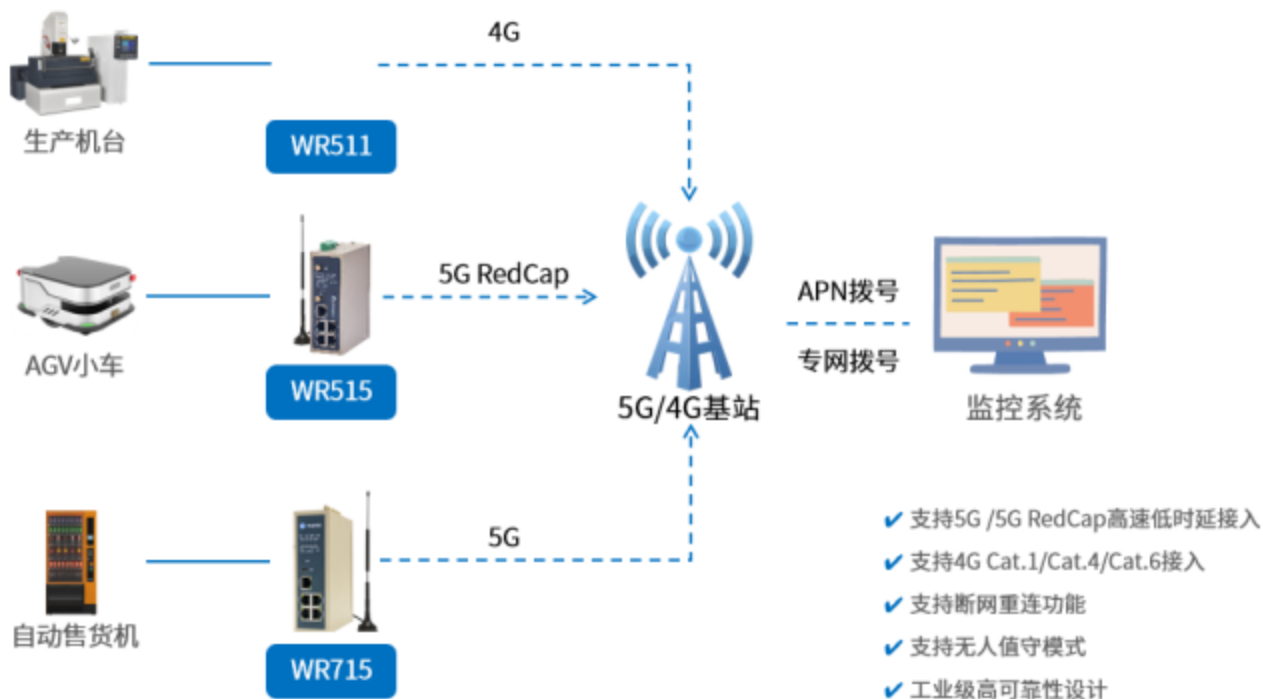 4G
生产机台
WR511
5G RedCap
AGV小车
WR515
5G/4G基站
APN拨号
专网拨号
监控系统
5G
自动售货机
WR715
✔ 支持5G /5G RedCap高速低时延接入
✔ 支持4G Cat.1/Cat.4/Cat.6接入
✔ 支持断网重连功能
✔ 支持无人值守模式
✔ 工业级高可靠性设计